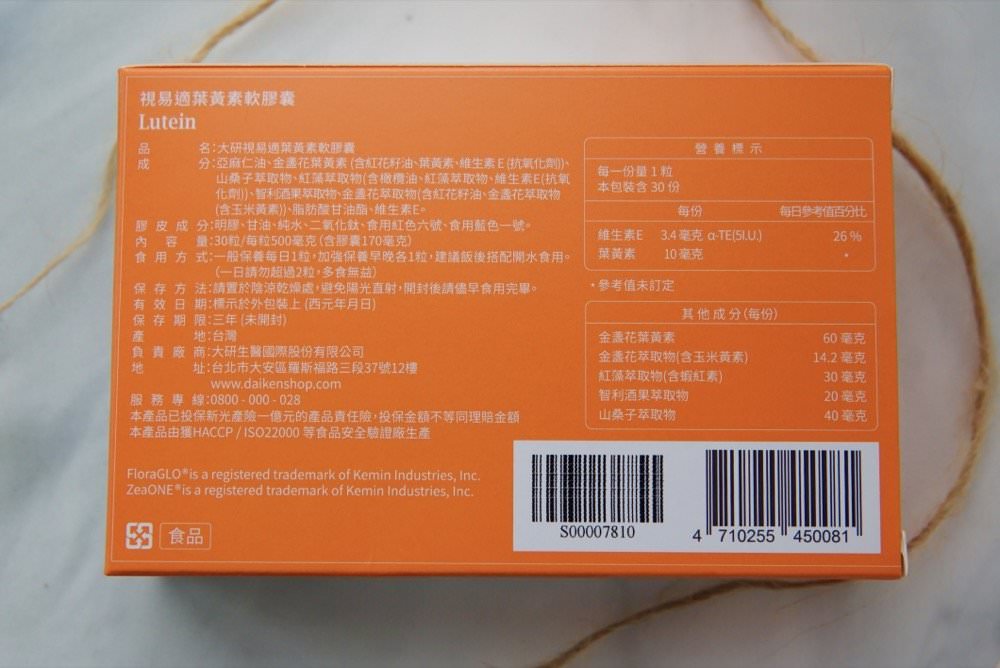 視易適葉黃素軟膠囊
Lutein
品名:大研視易適葉黃素軟膠囊
成分:亞麻仁油、金盞花葉黃素 (含紅花籽油、葉黃素、維生素E(抗氧化劑))、
山桑子萃取物、紅藻萃取物(含橄欖油、紅藻萃取物、維生素E(抗氧
化劑))、智利酒果萃取物、金盞花萃取物(含紅花籽油、金盞花萃取物
(含玉米黃素))、脂肪酸甘油酯、維生素E。
膠皮成分:明膠、甘油、純水、二氧化鈦、食用紅色六號、食用藍色一號。
內容量:30粒/每粒500毫克(含膠囊170毫克)
食用方式:一般保養每日1粒,加強保養早晚各1粒,建議飯後搭配開水食用。
(一日請勿超過2粒,多食無益)
保存方法:請置於陰涼乾燥處,避免陽光直射,開封後請儘早食用完畢。
有效日期:標示於外包裝上 (西元年月日)
保存期限:三年 (未開封)
產地:台灣
負責廠商:大研生醫國際股份有限公司
地址:台北市大安區羅斯福路三段37號12樓
www.daikenshop.com
服務專線:0800 - 000 - 028
本產品已投保新光產險一億元的產品責任險,投保金額不等同理賠金額
本產品由獲HACCP / ISO22000 等食品安全驗證廠生產
FloraGLO®is a registered trademark of Kemin Industries, Inc.
ZeaONE®is a registered trademark of Kemin Industries, Inc.
食品
營養標示
每一份量 1 粒
本包裝含 30 份
每份 每日參考值百分比
維生素E 3.4 毫克 α-TE(5I.U.) 26 %
葉黃素 10 毫克 *
*參考值未訂定
其他成分(每份)
金盞花葉黃素 60 毫克
金盞花萃取物(含玉米黃素) 14.2 毫克
紅藻萃取物(含蝦紅素) 30 毫克
智利酒果萃取物 20 毫克
山桑子萃取物 40 毫克
S00007810
4 710255 450081